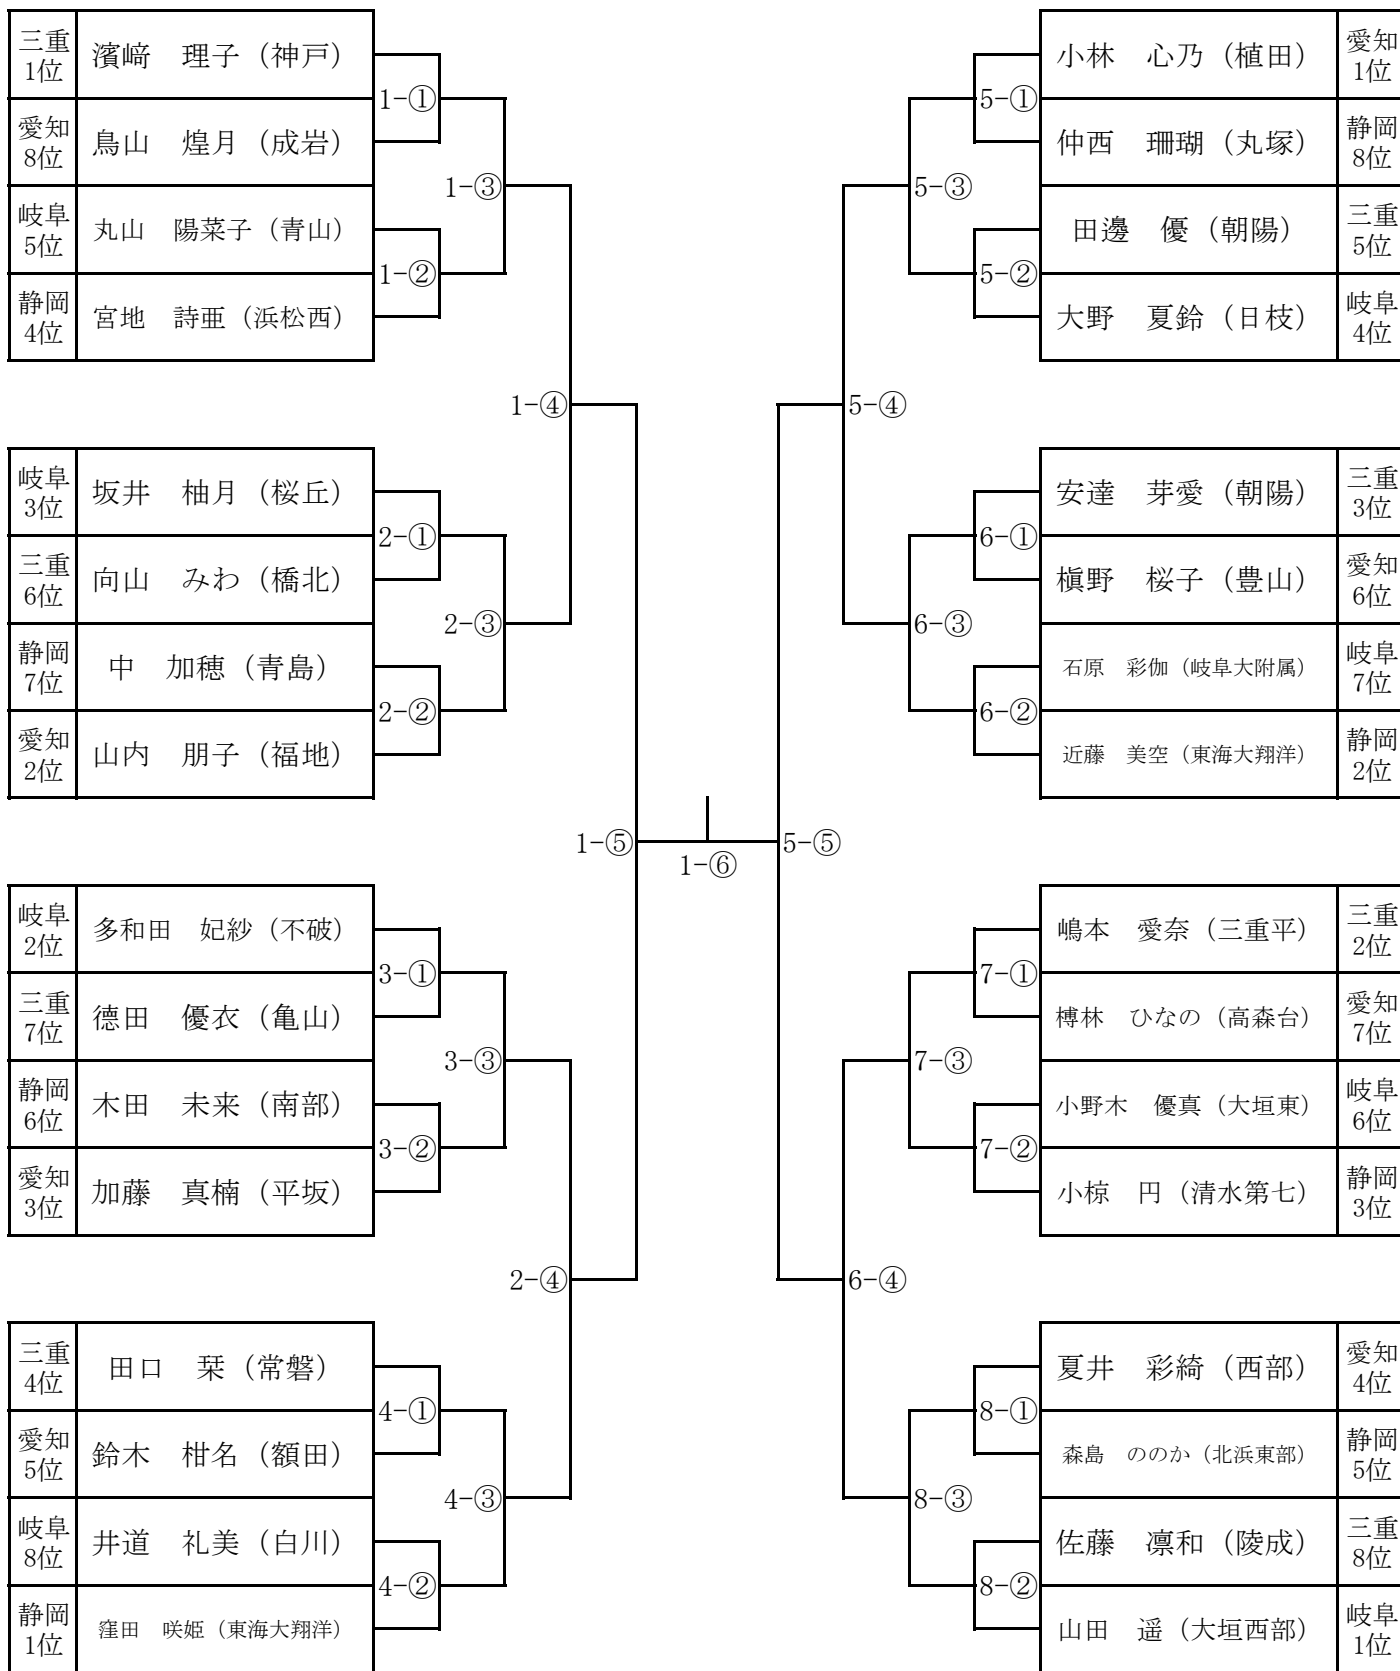 三重
1位
濱﨑　理子（神戸）
愛知
8位
鳥山　煌月（成岩）
岐阜
5位
丸山　陽菜子（青山）
静岡
4位
宮地　詩亜（浜松西）
1-①
1-②
1-③
1-④
岐阜
3位
坂井　柚月（桜丘）
三重
6位
向山　みわ（橋北）
静岡
7位
中　加穂（青島）
愛知
2位
山内　朋子（福地）
2-①
2-②
2-③
1-⑤
岐阜
2位
多和田　妃紗（不破）
三重
7位
德田　優衣（亀山）
静岡
6位
木田　未来（南部）
愛知
3位
加藤　真楠（平坂）
3-①
3-②
3-③
2-④
三重
4位
田口　栞（常磐）
愛知
5位
鈴木　柑名（額田）
岐阜
8位
井道　礼美（白川）
静岡
1位
窪田　咲姫（東海大翔洋）
4-①
4-②
4-③
1-⑥
小林　心乃（植田）
愛知
1位
仲西　珊瑚（丸塚）
静岡
8位
田邊　優（朝陽）
三重
5位
大野　夏鈴（日枝）
岐阜
4位
5-①
5-②
5-③
5-④
安達　芽愛（朝陽）
三重
3位
槇野　桜子（豊山）
愛知
6位
石原　彩伽（岐阜大附属）
岐阜
7位
近藤　美空（東海大翔洋）
静岡
2位
6-①
6-②
6-③
5-⑤
嶋本　愛奈（三重平）
三重
2位
榑林　ひなの（高森台）
愛知
7位
小野木　優真（大垣東）
岐阜
6位
小椋　円（清水第七）
静岡
3位
7-①
7-②
7-③
6-④
夏井　彩綺（西部）
愛知
4位
森島　ののか（北浜東部）
静岡
5位
佐藤　凛和（陵成）
三重
8位
山田　遥（大垣西部）
岐阜
1位
8-①
8-②
8-③